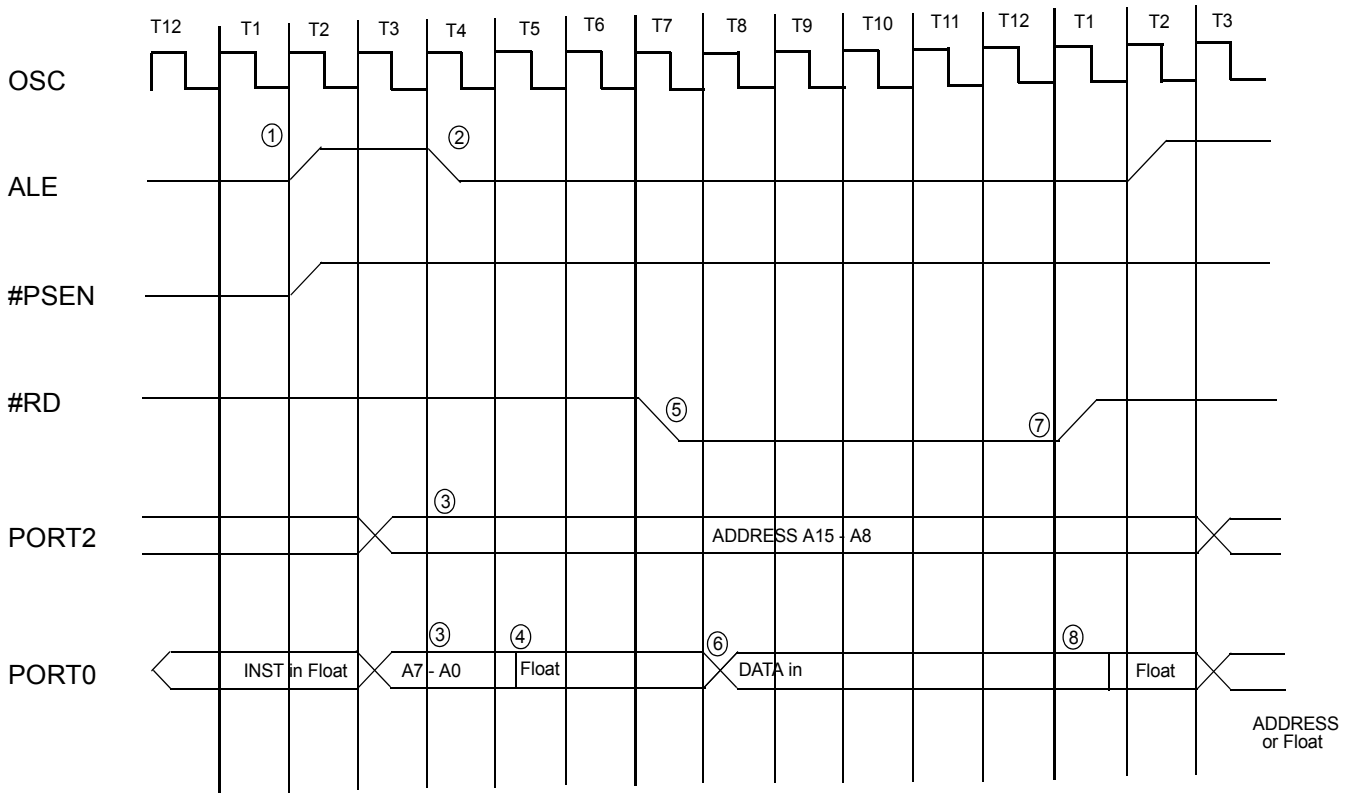 T12 T1 T2 T3 T4 T5 T6 T7 T8 T9 T10 T11 T12 T1 T2 T3
OSC
① ②
ALE
#PSEN
#RD
⑤ ⑦
③
PORT2 ADDRESS A15 - A8
③ ④ ⑥ ⑧
PORT0 INST in Float A7 - A0 Float DATA in Float
ADDRESS
or Float